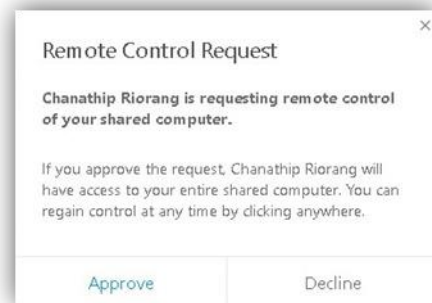 Remote Control Request
Chanathip Riorang is requesting remote control
of your shared computer.
If you approve the request, Chanathip Riorang will
have access to your entire shared computer. You can
regain control at any time by clicking anywhere.
Approve
Decline